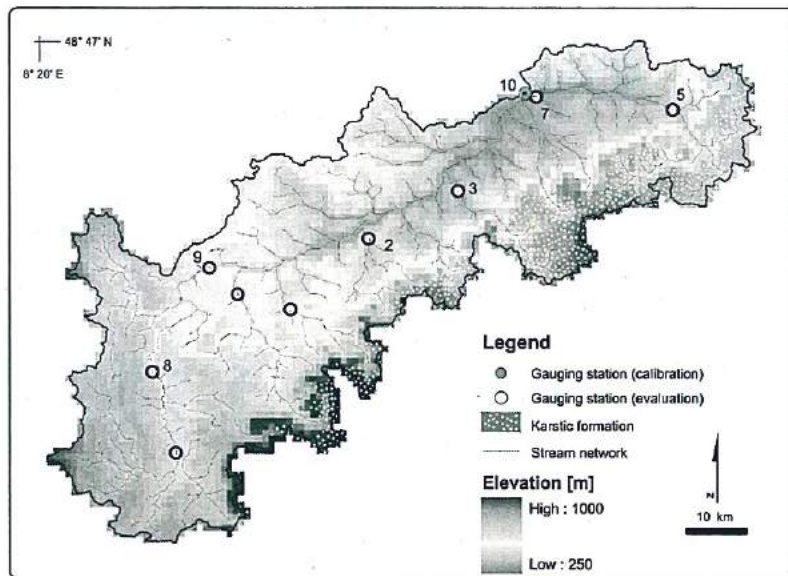 48° 47' N
8° 20' E
10
7
5
3
2
9
8
Legend
Gauging station (calibration)
Gauging station (evaluation)
Karstic formation
Stream network
Elevation [m]
High : 1000
Low : 250
N
10 km